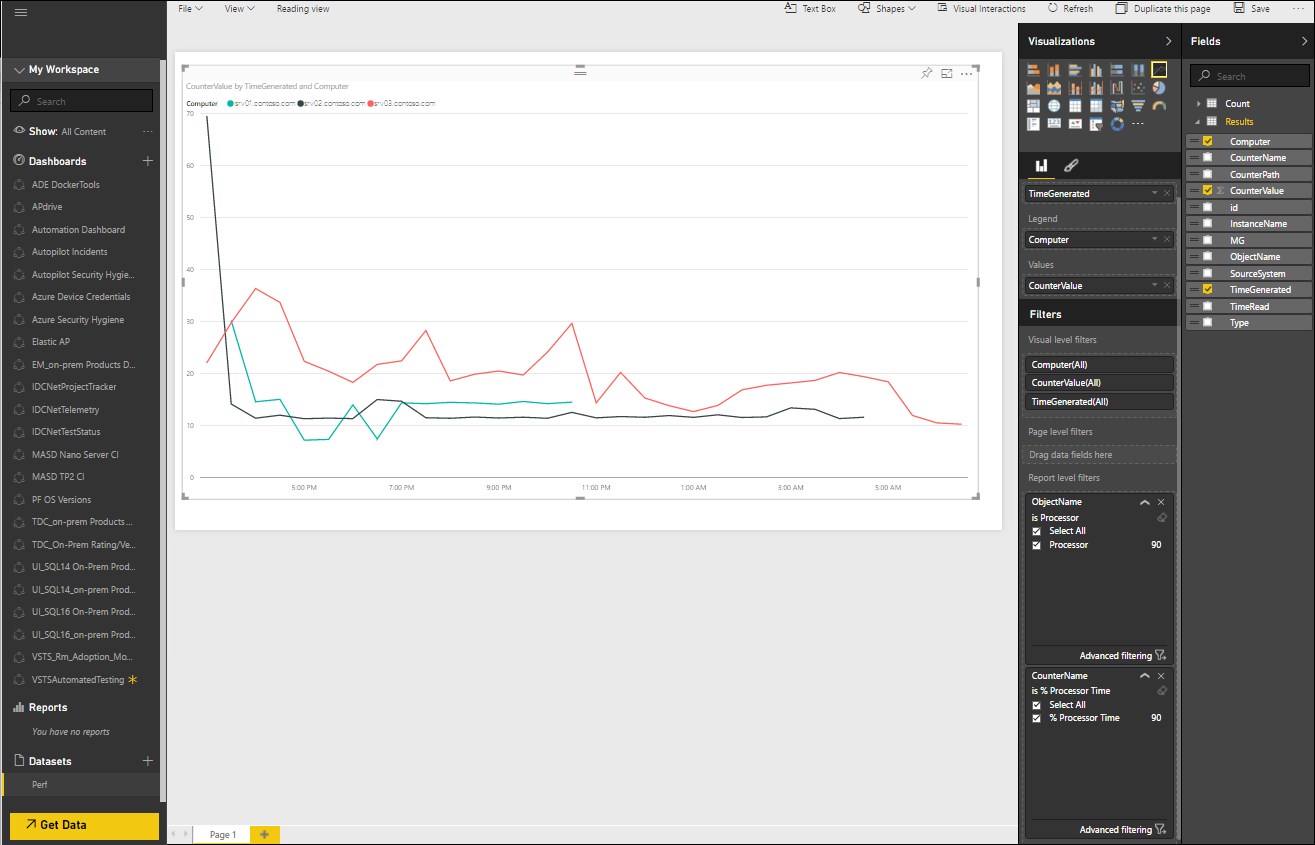 File View Reading view Text Box Shapes Visual Interactions Refresh Duplicate this page Save ...
My Workspace
Search
Show: All Content ...
Dashboards +
ADE DockerTools
APdrive
Automation Dashboard
Autopilot Incidents
Autopilot Security Hygie...
Azure Device Credentials
Azure Security Hygiene
Elastic AP
EM_on-prem Products D...
IDCNetProjectTracker
IDCNetTelemetry
IDCNetTestStatus
MASD Nano Server CI
MASD TP2 CI
PF OS Versions
TDC_on-prem Products ...
TDC_On-Prem Rating/Ve...
UI_SQL14 On-Prem Prod...
UI_SQL14_on-prem Prod...
UI_SQL16 On-Prem Prod...
UI_SQL16_on-prem Prod...
VSTS_Rm_Adoption_Mo...
VSTSAutomatedTesting
Reports
You have no reports
Datasets +
Perf
Get Data
CounterValue by TimeGenerated and Computer
Computer srv01.contoso.com srv02.contoso.com srv03.contoso.com
70
60
50
40
30
20
10
0
5:00 PM 7:00 PM 9:00 PM 11:00 PM 1:00 AM 3:00 AM 5:00 AM
Page 1 +
Visualizations
TimeGenerated
Legend
Computer
Values
CounterValue
Filters
Visual level filters
Computer(All)
CounterValue(All)
TimeGenerated(All)
Page level filters
Drag data fields here
Report level filters
ObjectName
is Processor
Select All
Processor 90
Advanced filtering
CounterName
is % Processor Time
Select All
% Processor Time 90
Advanced filtering
Fields
Search
Count
Results
Computer
CounterName
CounterPath
Σ CounterValue
id
InstanceName
MG
ObjectName
SourceSystem
TimeGenerated
TimeRead
Type